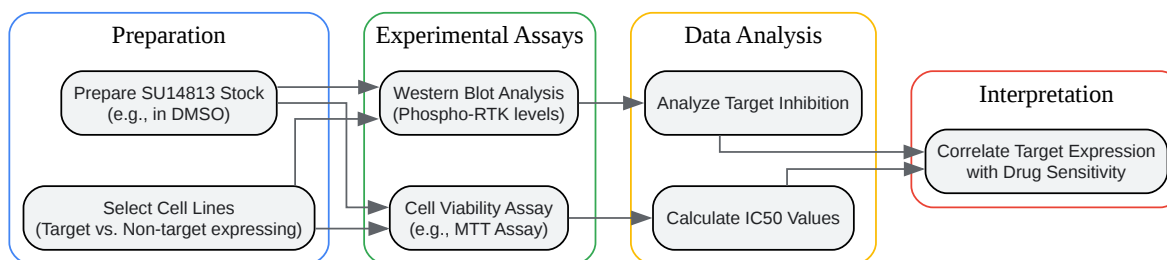 Preparation
Prepare SU14813 Stock
(e.g., in DMSO)
Select Cell Lines
(Target vs. Non-target expressing)
Experimental Assays
Western Blot Analysis
(Phospho-RTK levels)
Cell Viability Assay
(e.g., MTT Assay)
Data Analysis
Analyze Target Inhibition
Calculate IC50 Values
Interpretation
Correlate Target Expression
with Drug Sensitivity